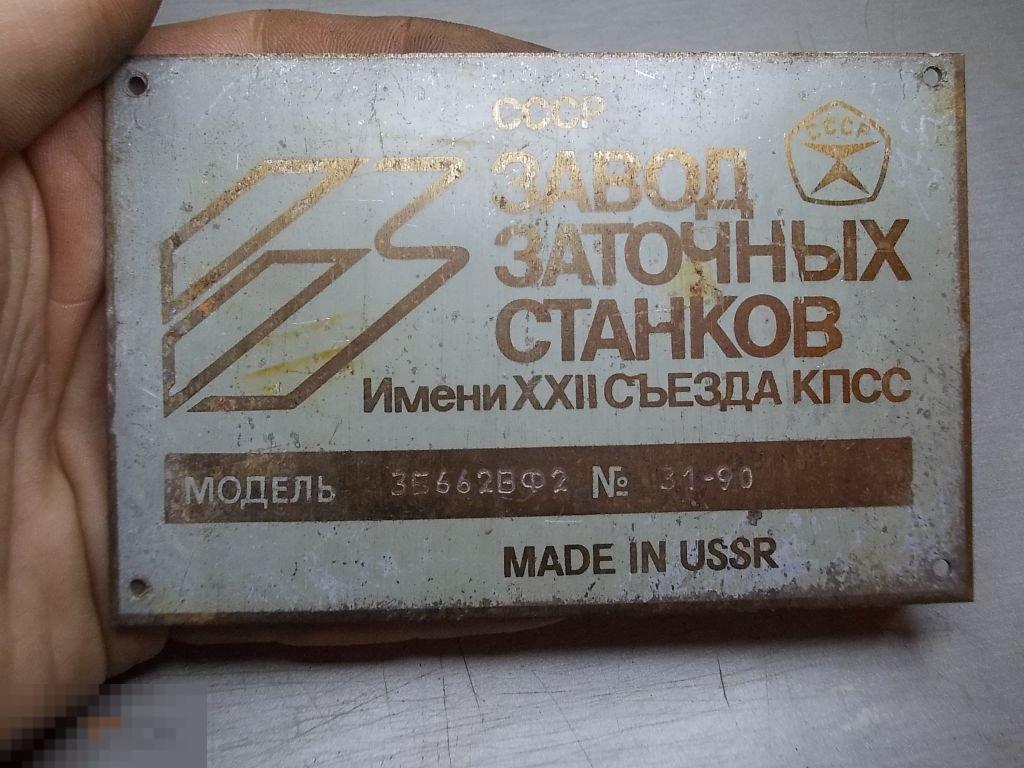 СССР
СССР
ЗАВОД
ЗАТОЧНЫХ
СТАНКОВ
Имени XXII СЪЕЗДА КПСС
МОДЕЛЬ 3Б662ВФ2 № 31-90
MADE IN USSR